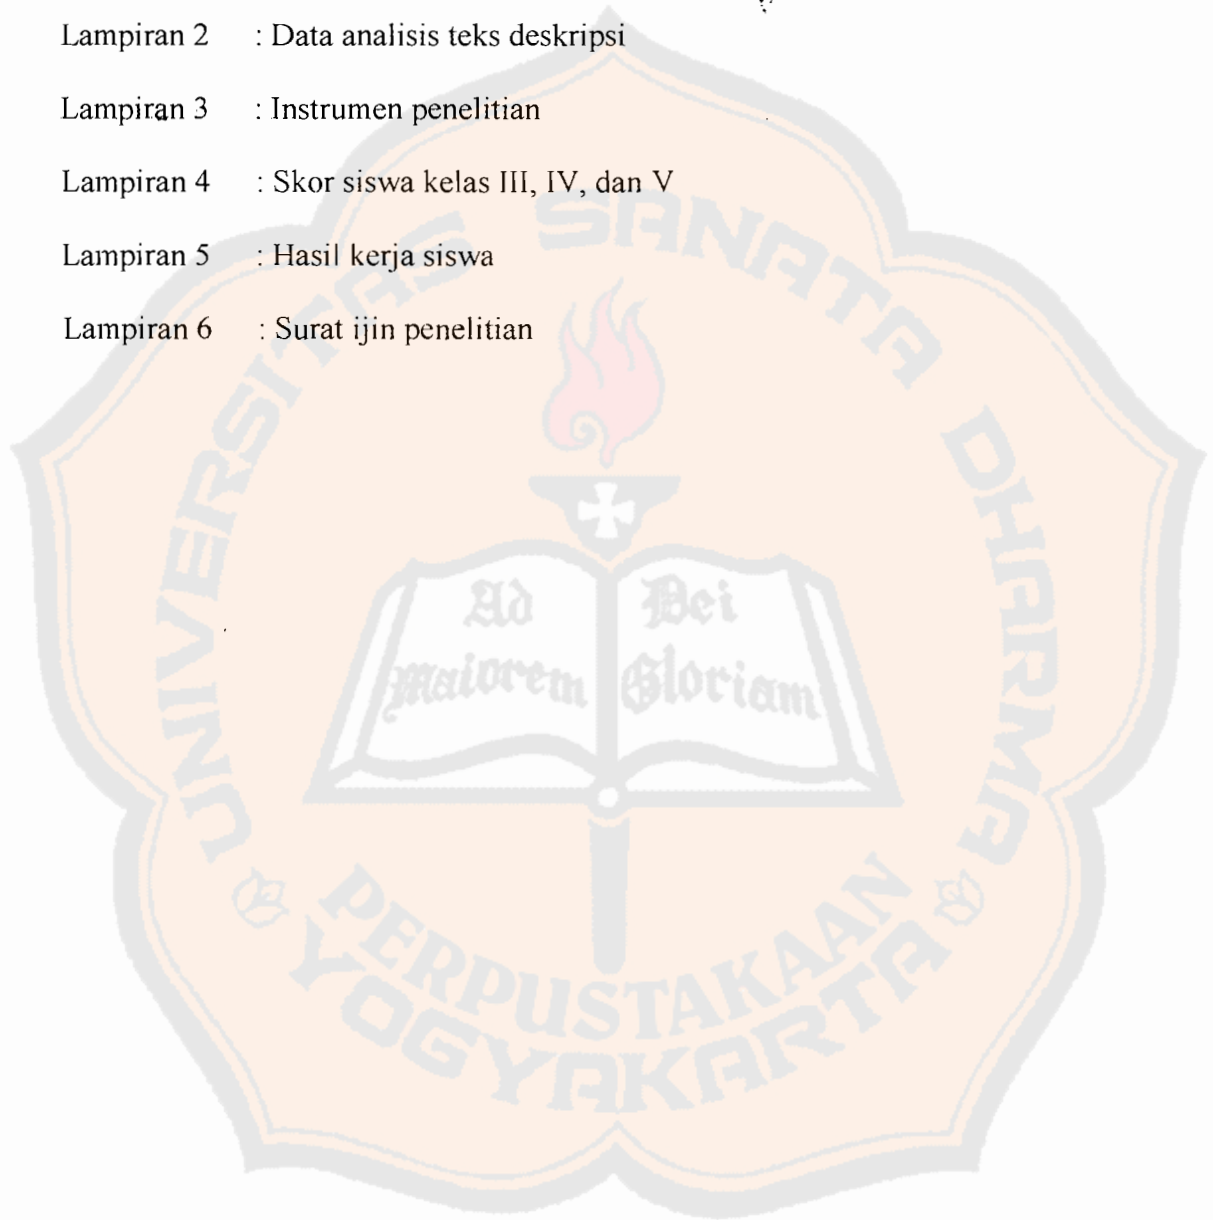 Lampiran 2 : Data analisis teks deskripsi
Lampiran 3 : Instrumen penelitian
Lampiran 4 : Skor siswa kelas III, IV, dan V
Lampiran 5 : Hasil kerja siswa
Lampiran 6 : Surat ijin penelitian
UNIVERSITAS SANATA DHARMA
Ad Dei
Maiorem Gloriam
PERPUSTAKAAN
YOGYAKARTA